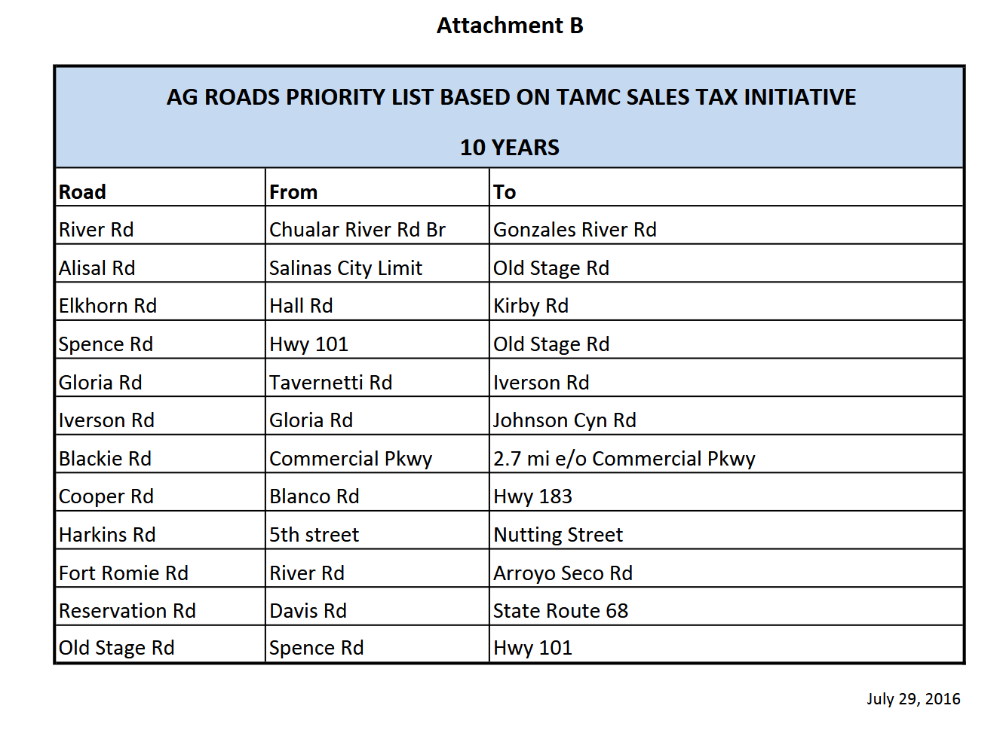 Attachment B
AG ROADS PRIORITY LIST BASED ON TAMC SALES TAX INITIATIVE
10 YEARS
Road From To
River Rd Chualar River Rd Br Gonzales River Rd
Alisal Rd Salinas City Limit Old Stage Rd
Elkhorn Rd Hall Rd Kirby Rd
Spence Rd Hwy 101 Old Stage Rd
Gloria Rd Tavernetti Rd Iverson Rd
Iverson Rd Gloria Rd Johnson Cyn Rd
Blackie Rd Commercial Pkwy 2.7 mi e/o Commercial Pkwy
Cooper Rd Blanco Rd Hwy 183
Harkins Rd 5th street Nutting Street
Fort Romie Rd River Rd Arroyo Seco Rd
Reservation Rd Davis Rd State Route 68
Old Stage Rd Spence Rd Hwy 101
July 29, 2016